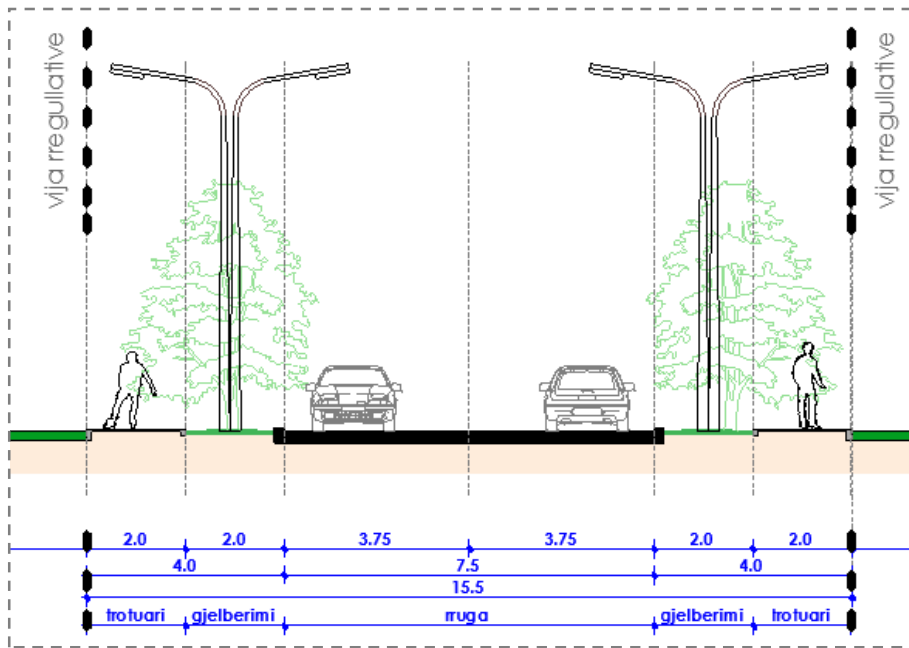 vija rregullative
vija rregullative
2.0 2.0 3.75 3.75 2.0 2.0
4.0 7.5 4.0
15.5
trotuari gjelberimi rruga gjelberimi trotuari